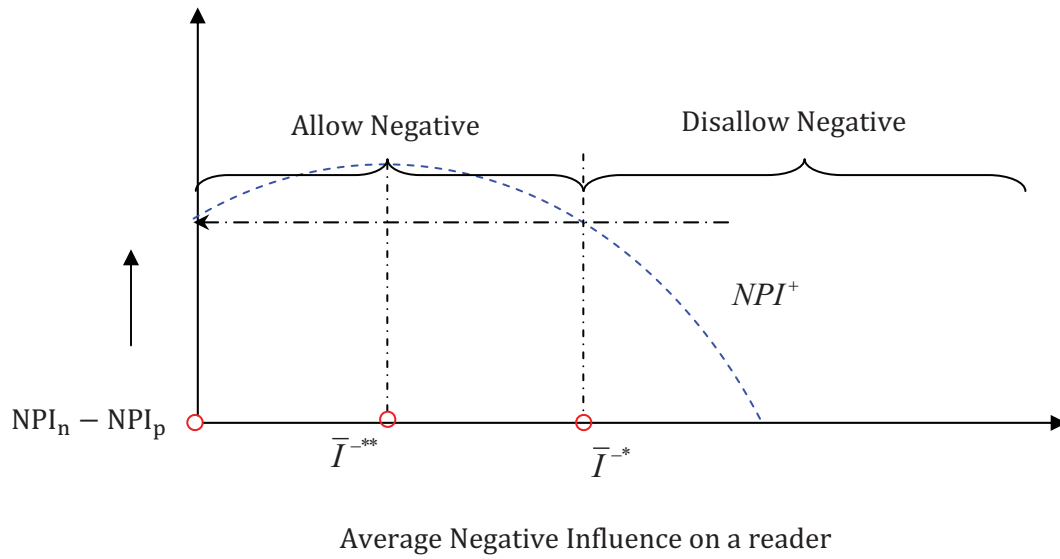 Allow Negative
Disallow Negative
NPI⁺
NPIₙ − NPIₚ
I̅⁻**
I̅⁻*
Average Negative Influence on a reader